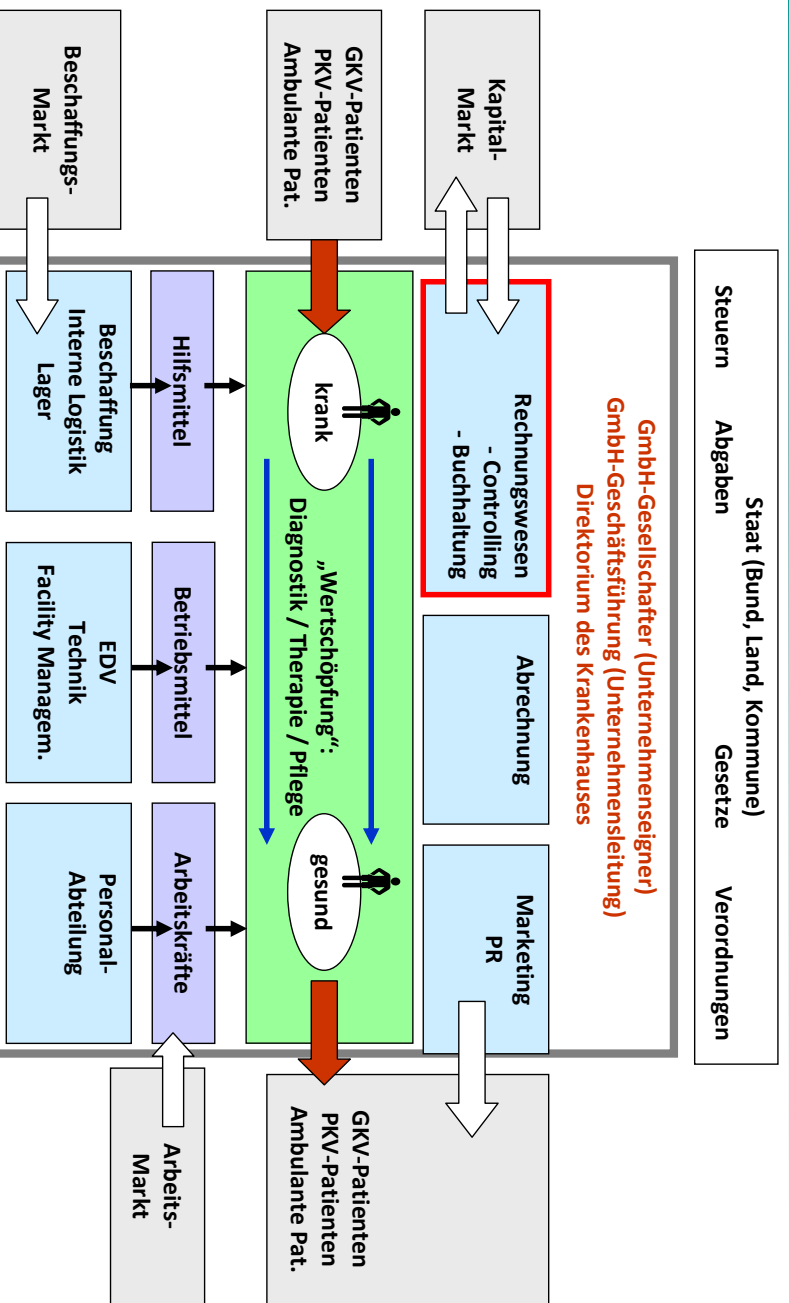 Staat (Bund, Land, Kommune)
Steuern Abgaben Gesetze Verordnungen
GmbH-Gesellschafter (Unternehmenseigner)
GmbH-Geschäftsführung (Unternehmensleitung)
Direktorium des Krankenhauses
Kapital-
Markt
Rechnungswesen
- Controlling
- Buchhaltung
Abrechnung
Marketing
PR
GKV-Patienten
PKV-Patienten
Ambulante Pat.
krank
„Wertschöpfung“:
Diagnostik / Therapie / Pflege
gesund
GKV-Patienten
PKV-Patienten
Ambulante Pat.
Hilfsmittel
Betriebsmittel
Arbeitskräfte
Arbeits-
Markt
Beschaffungs-
Markt
Beschaffung
Interne Logistik
Lager
EDV
Technik
Facility Managem.
Personal-
Abteilung